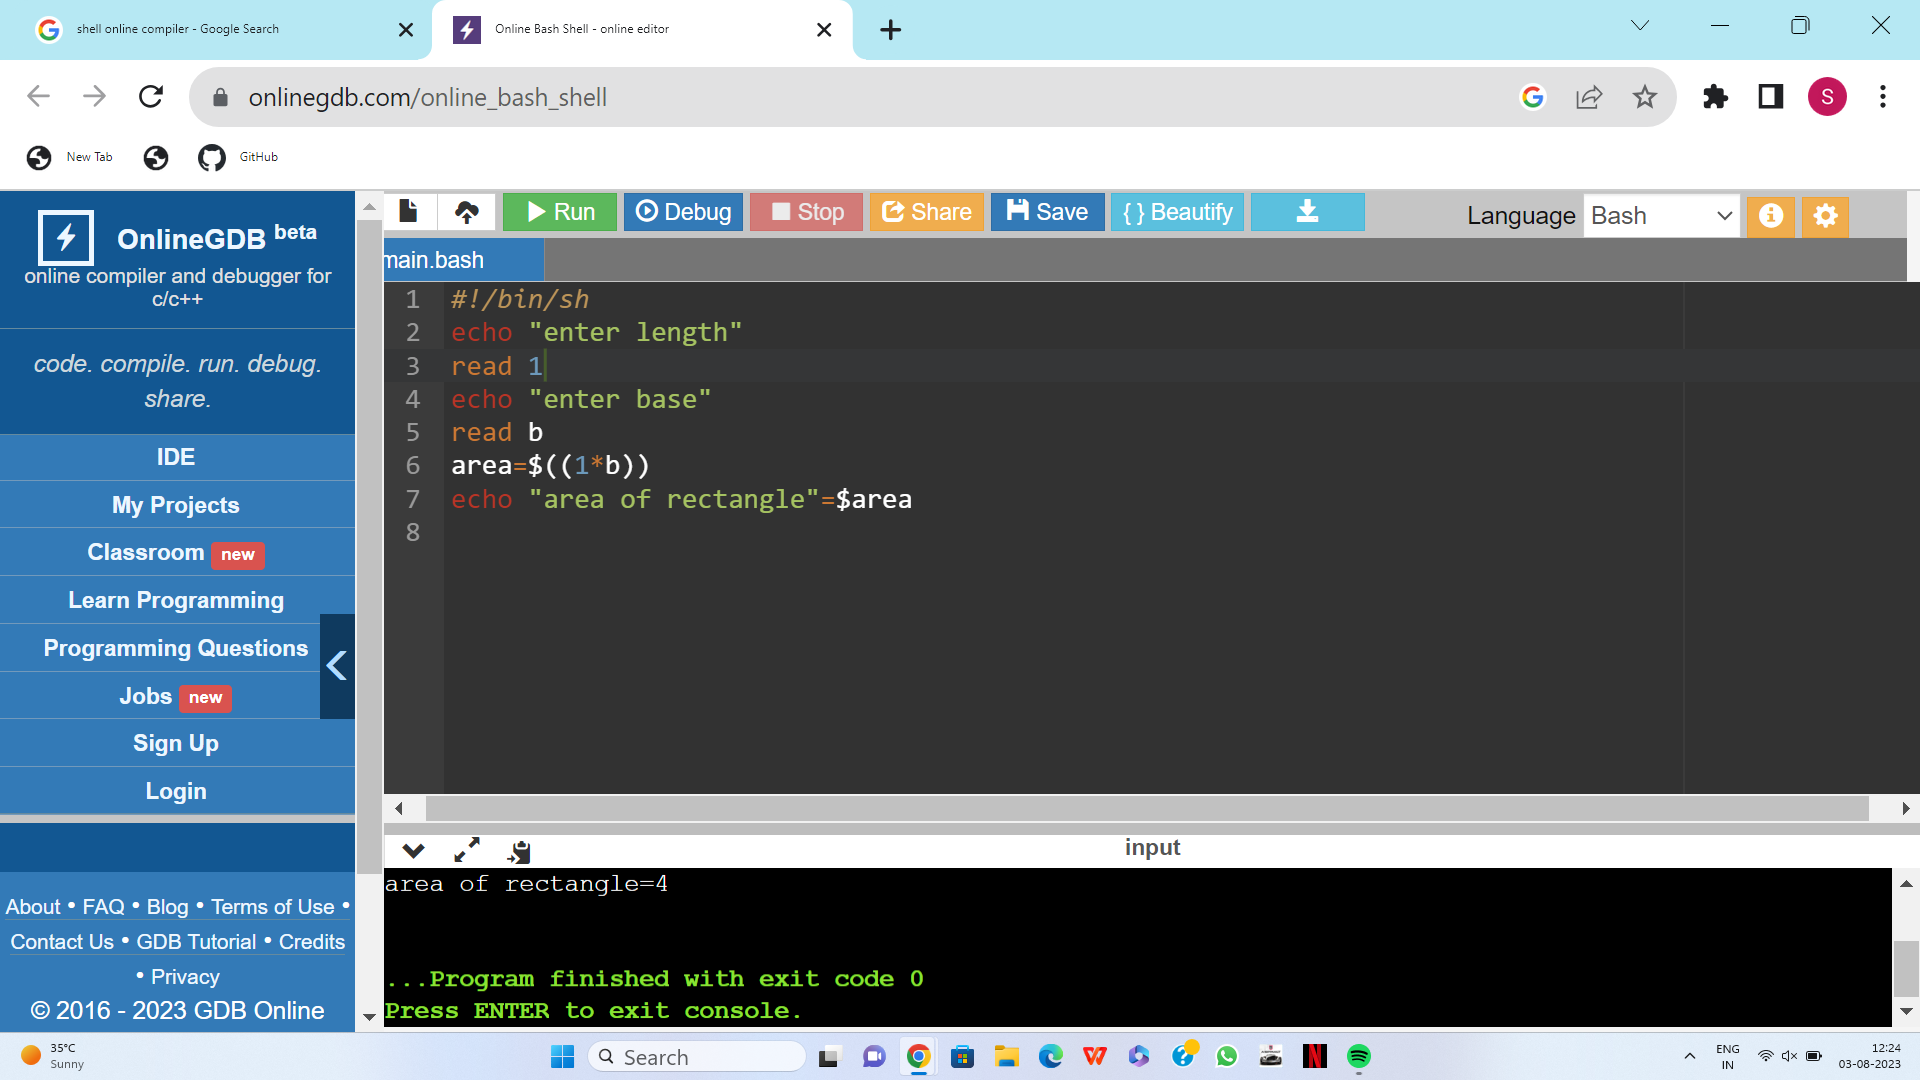 shell online compiler - Google Search
Online Bash Shell - online editor
onlinegdb.com/online_bash_shell
S
New Tab
GitHub
OnlineGDB beta
online compiler and debugger for
c/c++
code. compile. run. debug.
share.
IDE
My Projects
Classroom new
Learn Programming
Programming Questions
Jobs new
Sign Up
Login
About • FAQ • Blog • Terms of Use •
Contact Us • GDB Tutorial • Credits
• Privacy
© 2016 - 2023 GDB Online
Run
Debug
Stop
Share
Save
{ } Beautify
Language Bash
main.bash
1 #!/bin/sh
2 echo "enter length"
3 read 1
4 echo "enter base"
5 read b
6 area=$((1*b))
7 echo "area of rectangle"=$area
8
input
area of rectangle=4
...Program finished with exit code 0
Press ENTER to exit console.
35°C
Sunny
Search
ENG
IN
12:24
03-08-2023